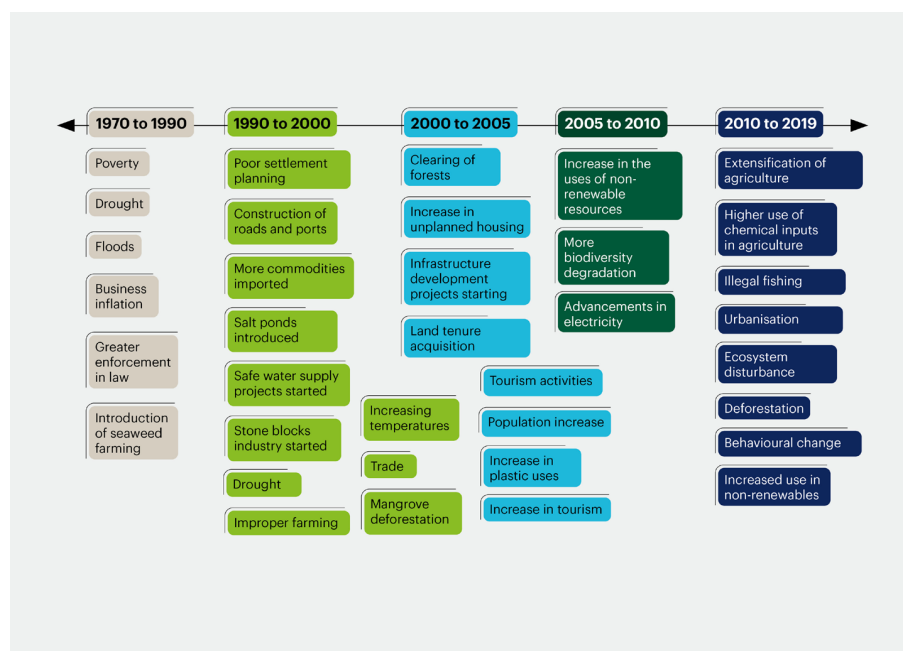 1970 to 1990
1990 to 2000
2000 to 2005
2005 to 2010
2010 to 2019
Poverty
Drought
Floods
Business
inflation
Greater
enforcement
in law
Introduction
of seaweed
farming
Poor settlement
planning
Construction of
roads and ports
More commodities
imported
Salt ponds
introduced
Safe water supply
projects started
Stone blocks
industry started
Drought
Improper farming
Increasing
temperatures
Trade
Mangrove
deforestation
Clearing of
forests
Increase in
unplanned housing
Infrastructure
development
projects starting
Land tenure
acquisition
Tourism activities
Population increase
Increase in
plastic uses
Increase in tourism
Increase in the
uses of non-
renewable
resources
More
biodiversity
degradation
Advancements in
electricity
Extensification of
agriculture
Higher use of
chemical inputs
in agriculture
Illegal fishing
Urbanisation
Ecosystem
disturbance
Deforestation
Behavioural change
Increased use in
non-renewables